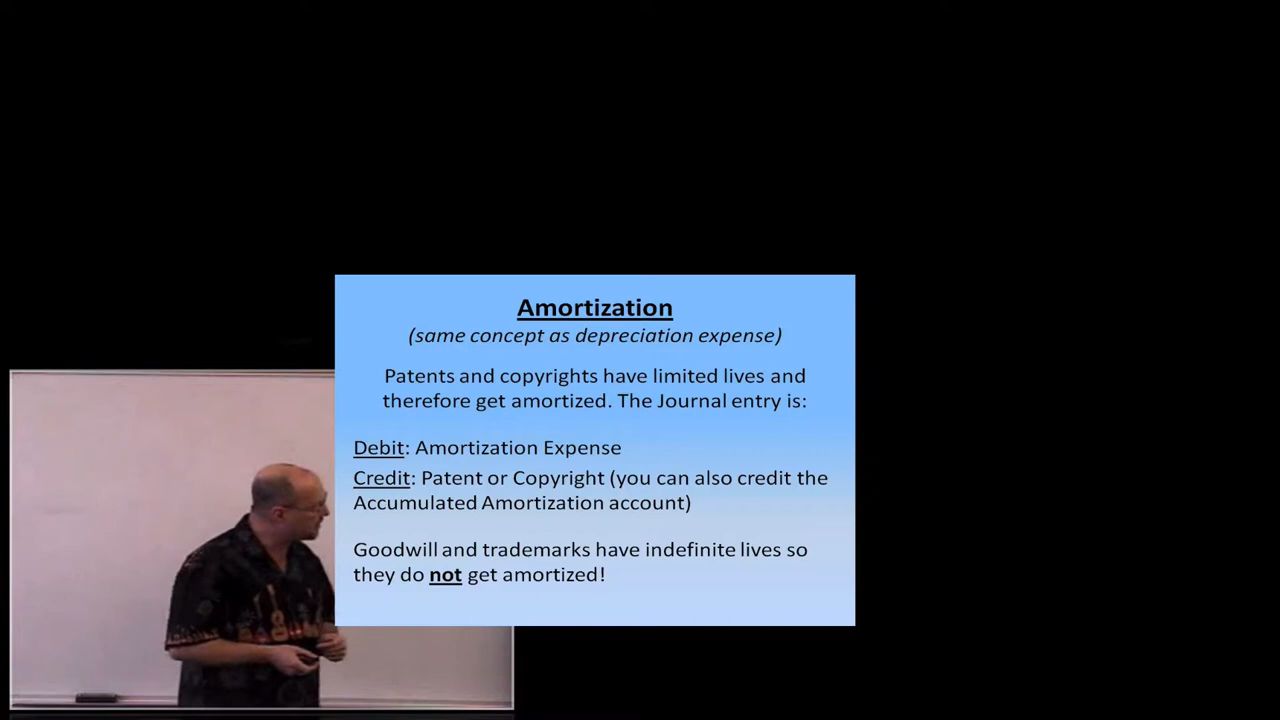 Amortization
(same concept as depreciation expense)
Patents and copyrights have limited lives and
therefore get amortized. The Journal entry is:
Debit: Amortization Expense
Credit: Patent or Copyright (you can also credit the
Accumulated Amortization account)
Goodwill and trademarks have indefinite lives so
they do not get amortized!